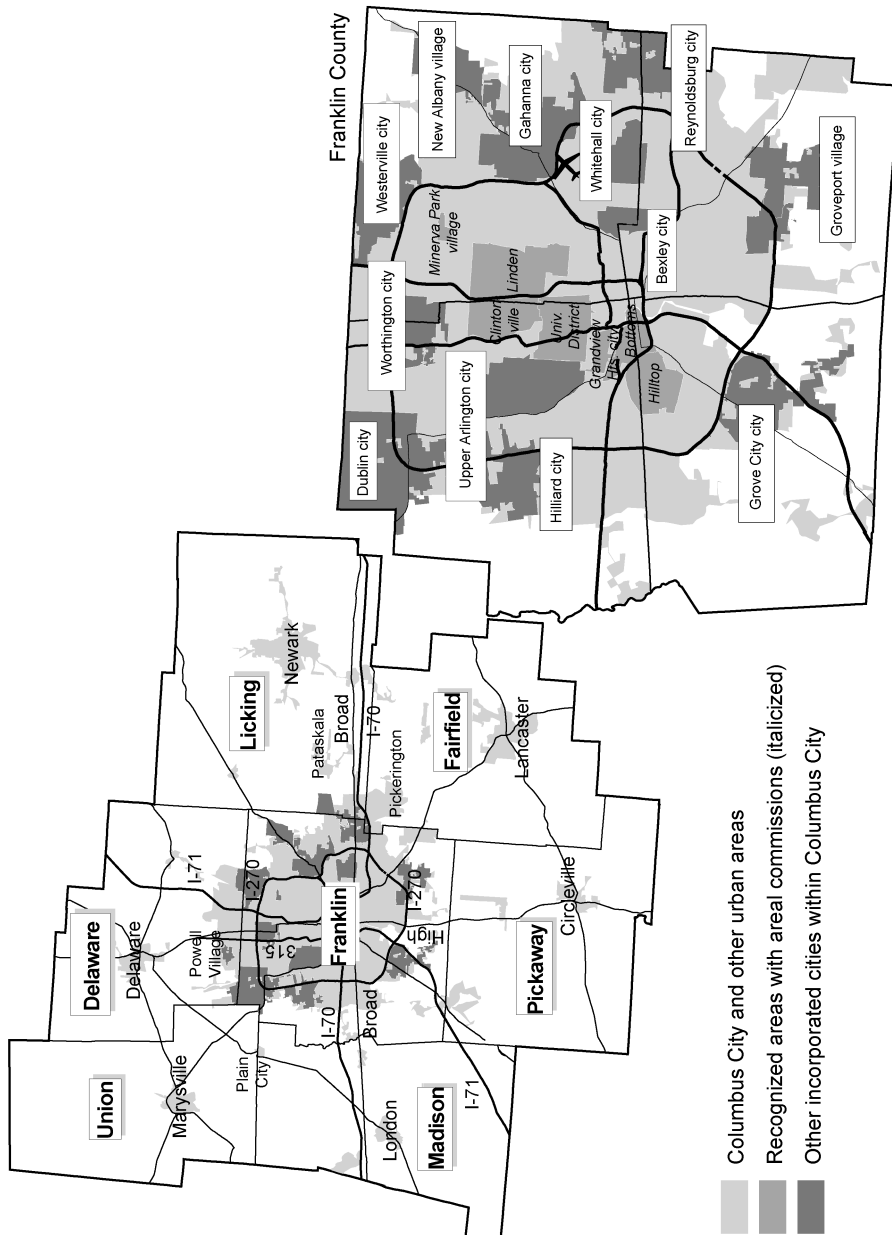 Union
Marysville
Plain
City
London
Madison
I-71
Delaware
Delaware
Powell
Village
I-71
I-270
315
I-70
Franklin
Broad
I-270
High
Pickaway
Circleville
Licking
Newark
Pataskala
Broad
I-70
Pickerington
Fairfield
Lancaster
Franklin County
Dublin city
Worthington city
Westerville city
New Albany village
Minerva Park
village
Gahanna city
Upper Arlington city
Clinton
ville
Linden
Univ.
District
Whitehall city
Hilliard city
Grandview
Hts. city
Bottoms
Hilltop
Bexley city
Reynoldsburg city
Grove City city
Groveport village
Columbus City and other urban areas
Recognized areas with areal commissions (italicized)
Other incorporated cities within Columbus City